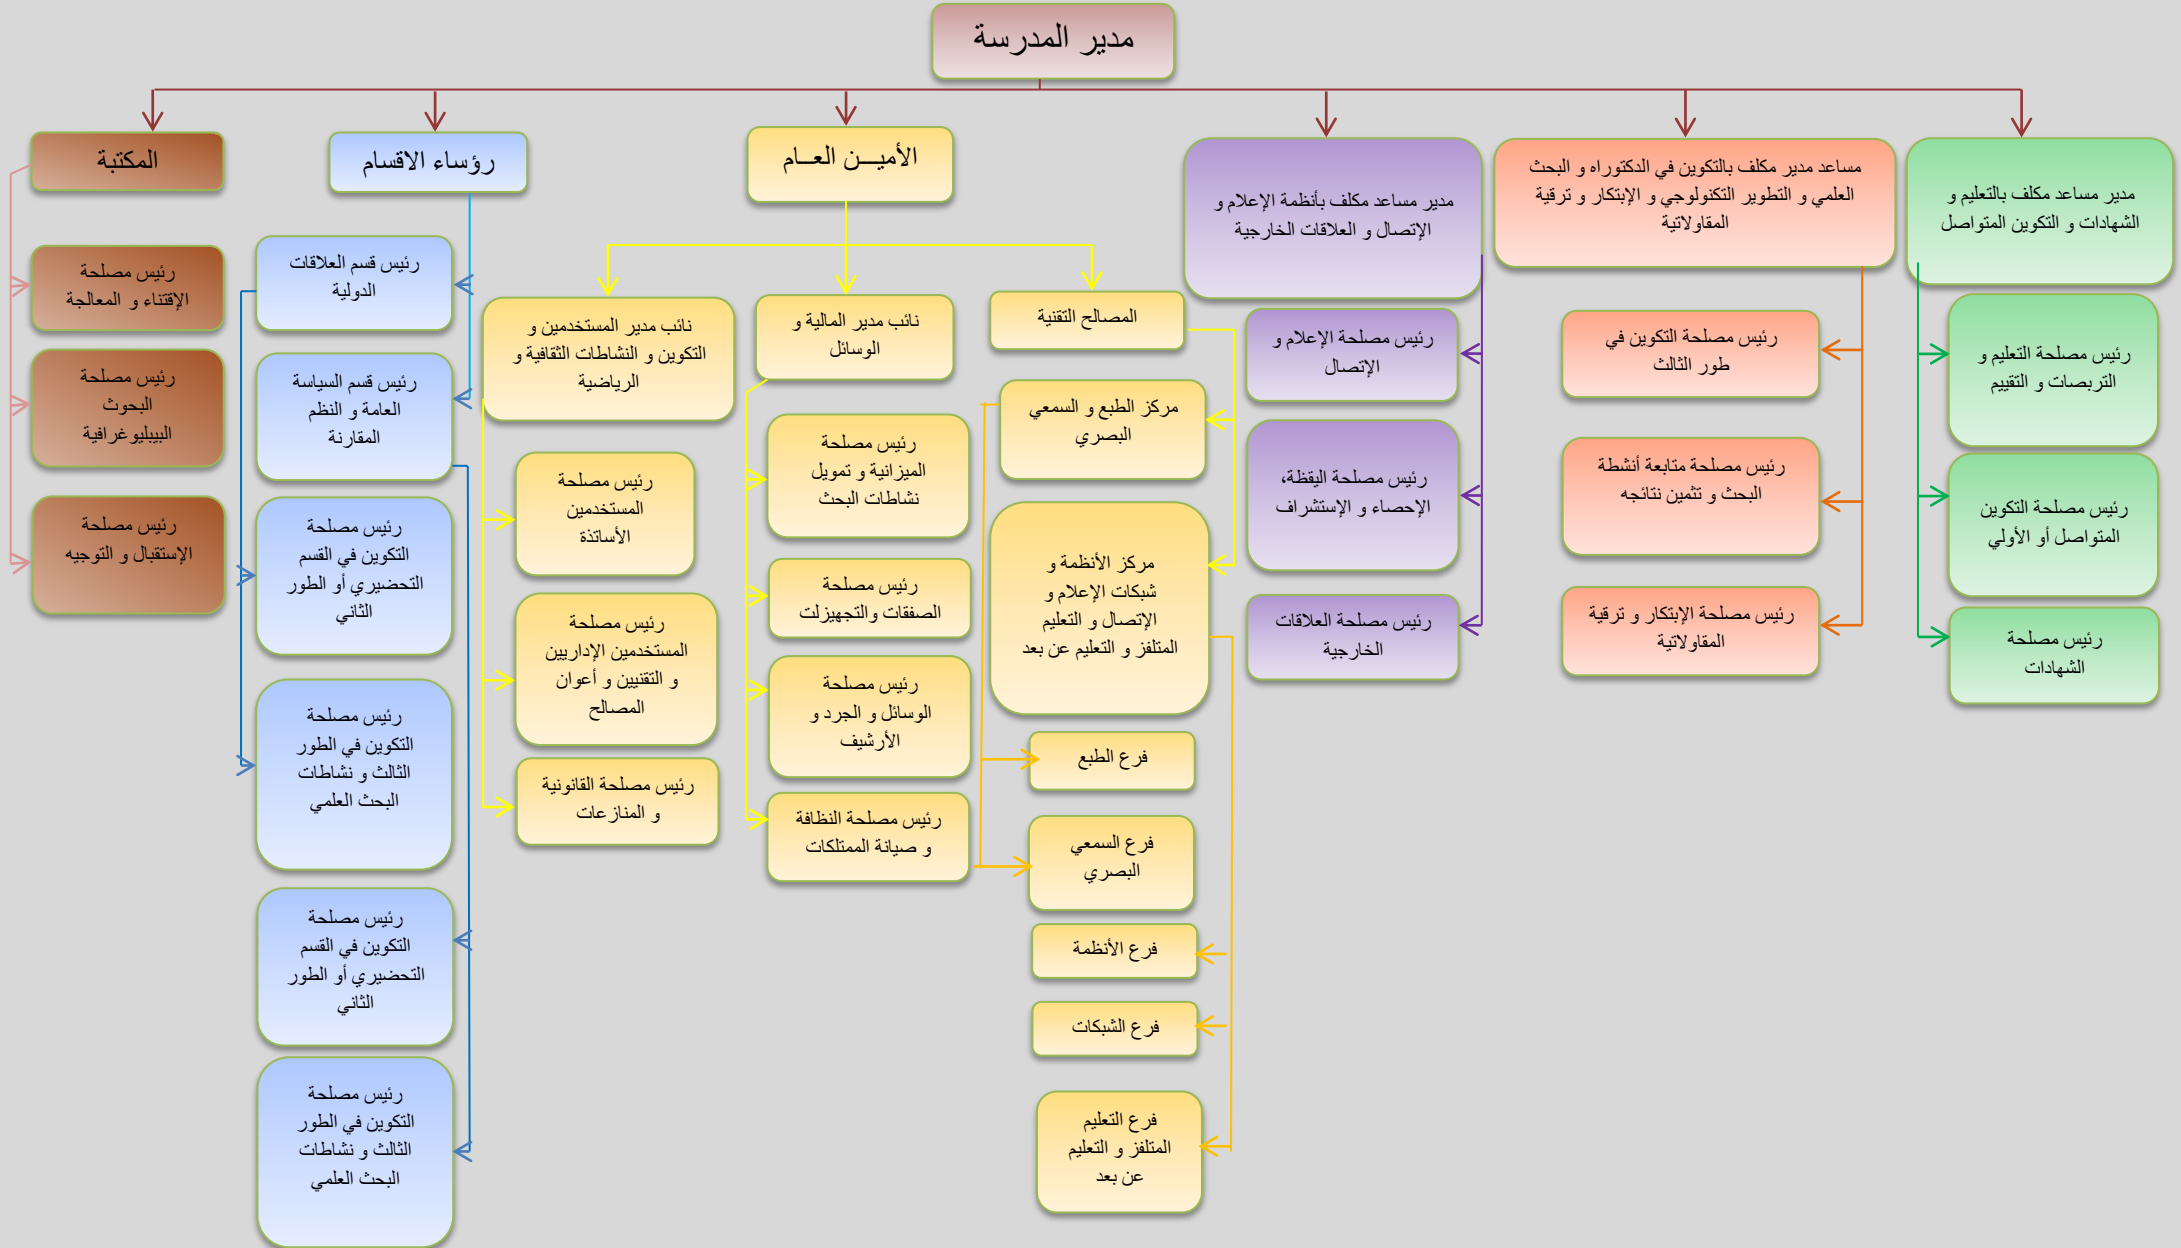 مدير المدرسة
مدير مساعد مكلف بالتعليم و
الشهادات و التكوين المتواصل
رئيس مصلحة التعليم و
التربصات و التقييم
رئيس مصلحة التكوين
المتواصل أو الأولي
رئيس مصلحة
الشهادات
مساعد مدير مكلف بالتكوين في الدكتوراه و البحث
العلمي و التطوير التكنولوجي و الإبتكار و ترقية
المقاولاتية
رئيس مصلحة التكوين في
طور الثالث
رئيس مصلحة متابعة أنشطة
البحث و تثمين نتائجه
رئيس مصلحة الإبتكار و ترقية
المقاولاتية
مدير مساعد مكلف بأنظمة الإعلام و
الإتصال و العلاقات الخارجية
رئيس مصلحة الإعلام و
الإتصال
رئيس مصلحة اليقظة،
الإحصاء و الإستشراف
رئيس مصلحة العلاقات
الخارجية
الأميـــن العـــام
المصالح التقنية
مركز الطبع و السمعي
البصري
مركز الأنظمة و
شبكات الإعلام و
الإتصال و التعليم
المتلفز و التعليم عن بعد
فرع الطبع
فرع السمعي
البصري
فرع الأنظمة
فرع الشبكات
فرع التعليم
المتلفز و التعليم
عن بعد
نائب مدير المالية و
الوسائل
رئيس مصلحة
الميزانية و تمويل
نشاطات البحث
رئيس مصلحة
الصفقات والتجهيزلت
رئيس مصلحة
الوسائل و الجرد و
الأرشيف
رئيس مصلحة النظافة
و صيانة الممتلكات
نائب مدير المستخدمين و
التكوين و النشاطات الثقافية و
الرياضية
رئيس مصلحة
المستخدمين
الأساتذة
رئيس مصلحة
المستخدمين الإداريين
و التقنيين و أعوان
المصالح
رئيس مصلحة القانونية
و المنازعات
رؤساء الاقسام
رئيس قسم العلاقات
الدولية
رئيس قسم السياسة
العامة و النظم
المقارنة
رئيس مصلحة
التكوين في القسم
التحضيري أو الطور
الثاني
رئيس مصلحة
التكوين في الطور
الثالث و نشاطات
البحث العلمي
رئيس مصلحة
التكوين في القسم
التحضيري أو الطور
الثاني
رئيس مصلحة
التكوين في الطور
الثالث و نشاطات
البحث العلمي
المكتبة
رئيس مصلحة
الإقتناء و المعالجة
رئيس مصلحة
البحوث
البيبليوغرافية
رئيس مصلحة
الإستقبال و التوجيه